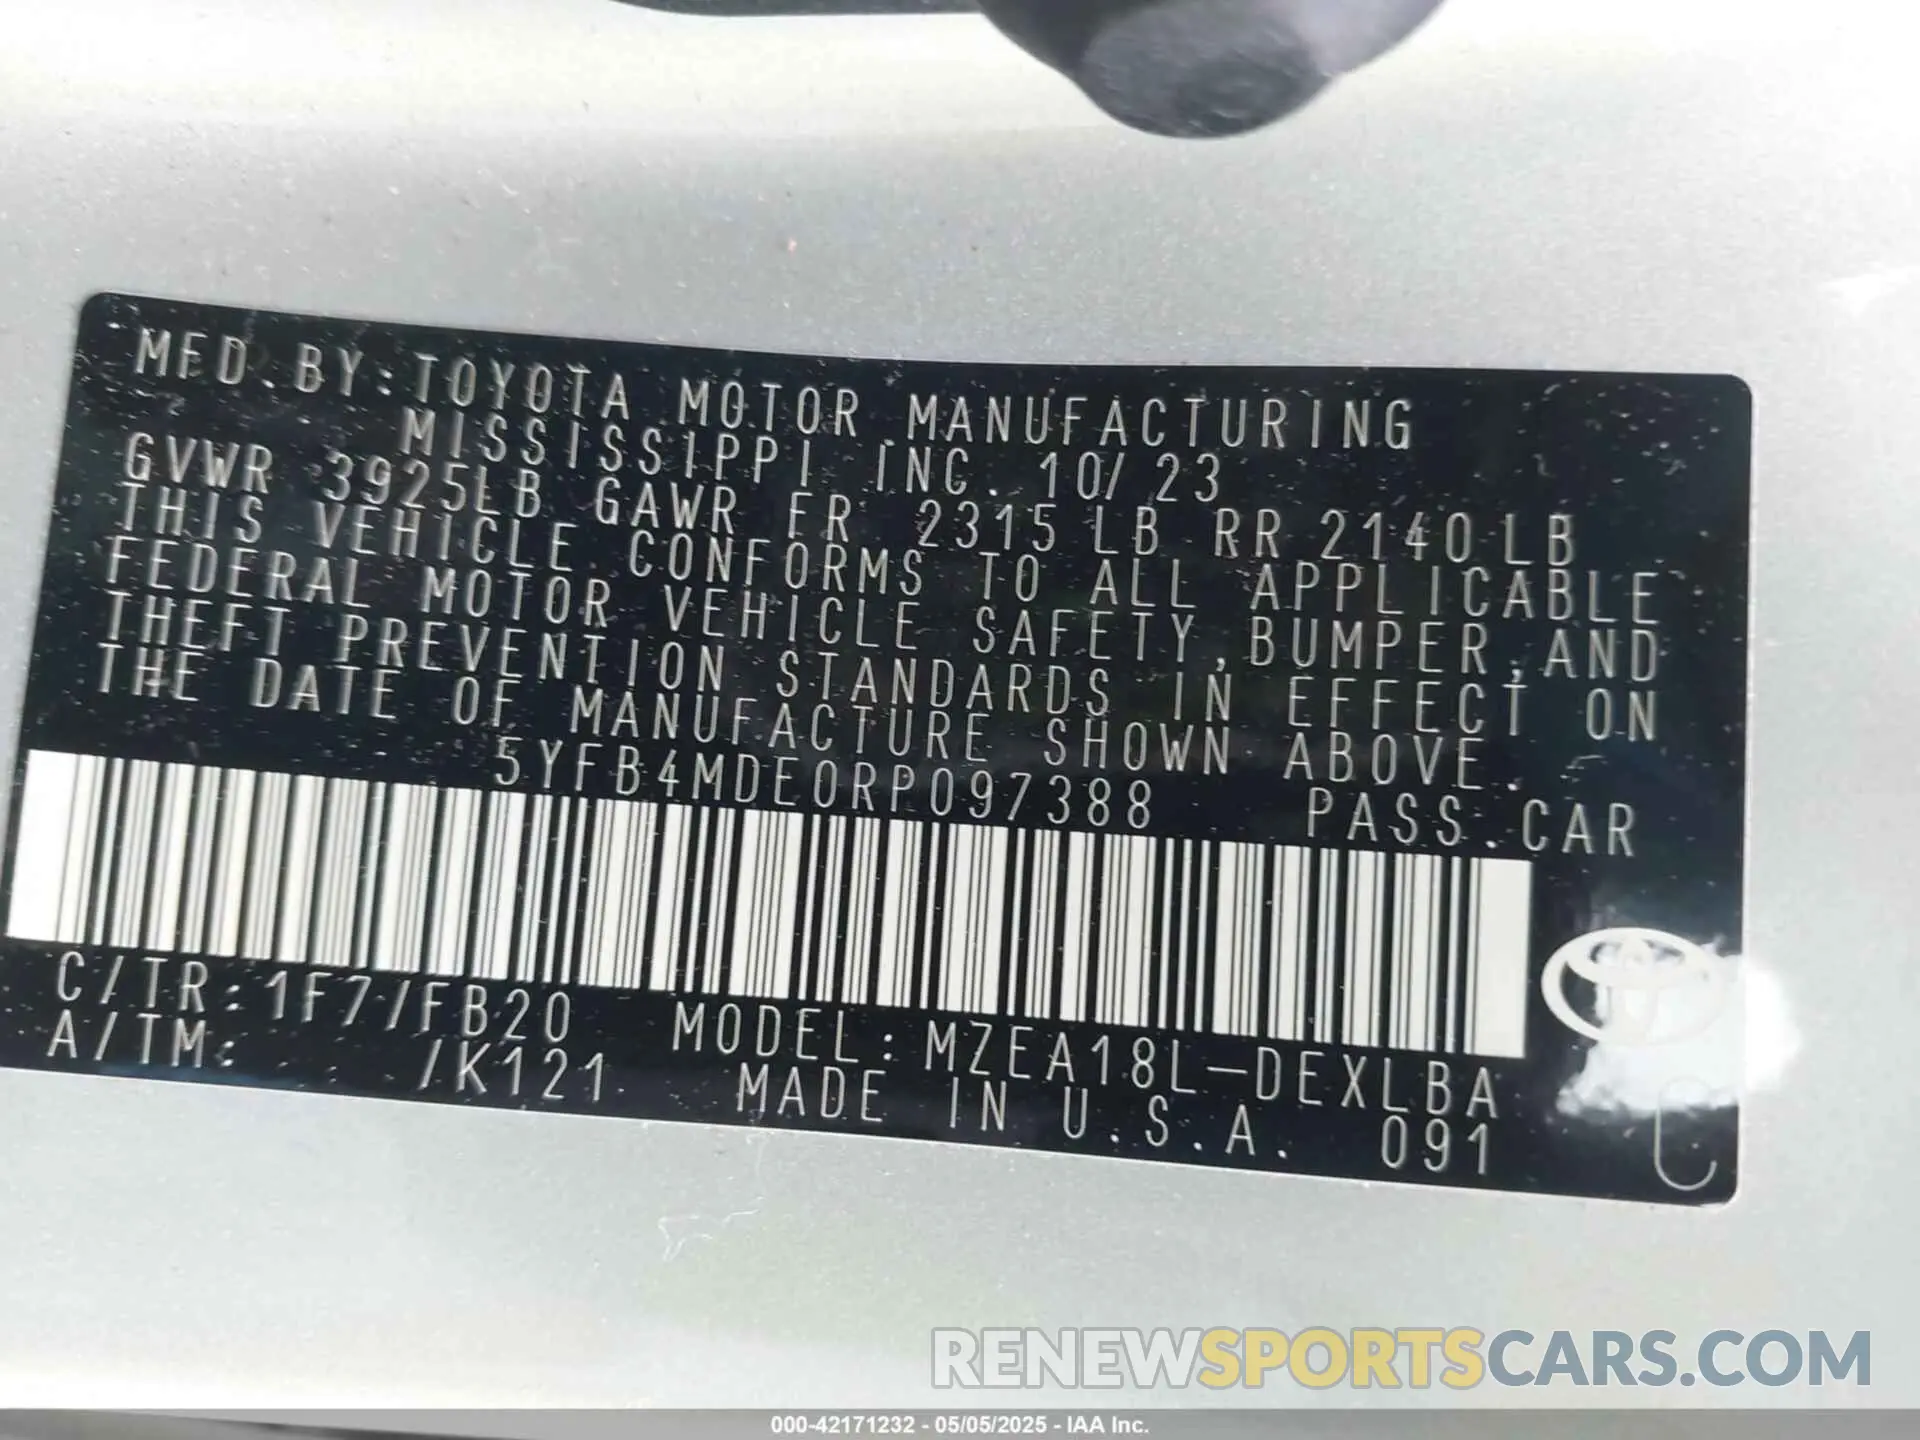 MFD.BY:TOYOTA MOTOR MANUFACTURING
MISSISSIPPI INC. 10/23
GVWR 3925LB GAWR FR 2315LB RR 2140LB
THIS VEHICLE CONFORMS TO ALL APPLICABLE
FEDERAL MOTOR VEHICLE SAFETY,BUMPER,AND
THEFT PREVENTION STANDARDS IN EFFECT ON
THE DATE OF MANUFACTURE SHOWN ABOVE.
5YFB4MDE0RP097388 PASS.CAR
C/TR:1F7/FB20 MODEL:MZEA18L-DEXLBA
A/TM: /K121 MADE IN U.S.A. 091
RENEWSPORTSCARS.COM
000-42171232 - 05/05/2025 - IAA Inc.